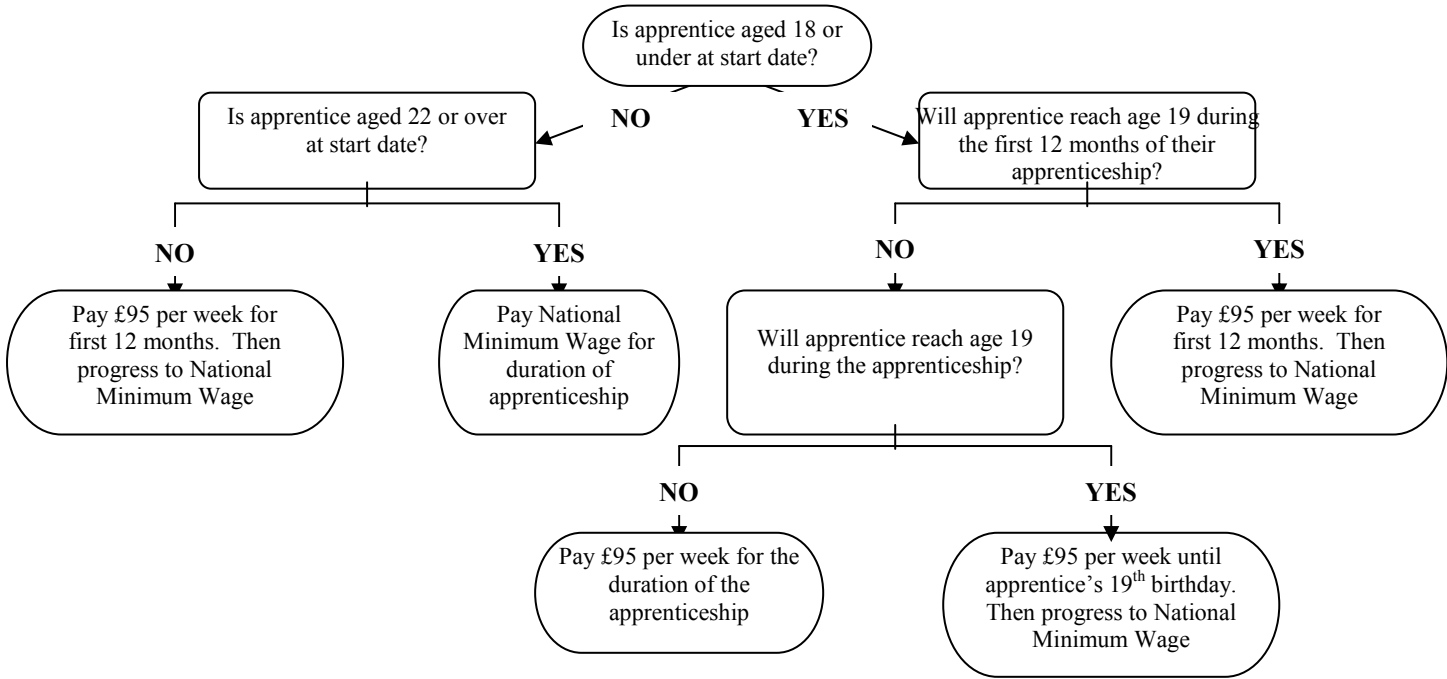 Is apprentice aged 18 or
under at start date?
Is apprentice aged 22 or over
at start date?
NO
YES
Will apprentice reach age 19 during
the first 12 months of their
apprenticeship?
NO
YES
NO
YES
Pay £95 per week for
first 12 months. Then
progress to National
Minimum Wage
Pay National
Minimum Wage for
duration of
apprenticeship
Will apprentice reach age 19
during the apprenticeship?
Pay £95 per week for
first 12 months. Then
progress to National
Minimum Wage
NO
YES
Pay £95 per week for the
duration of the
apprenticeship
Pay £95 per week until
apprentice’s 19th birthday.
Then progress to National
Minimum Wage